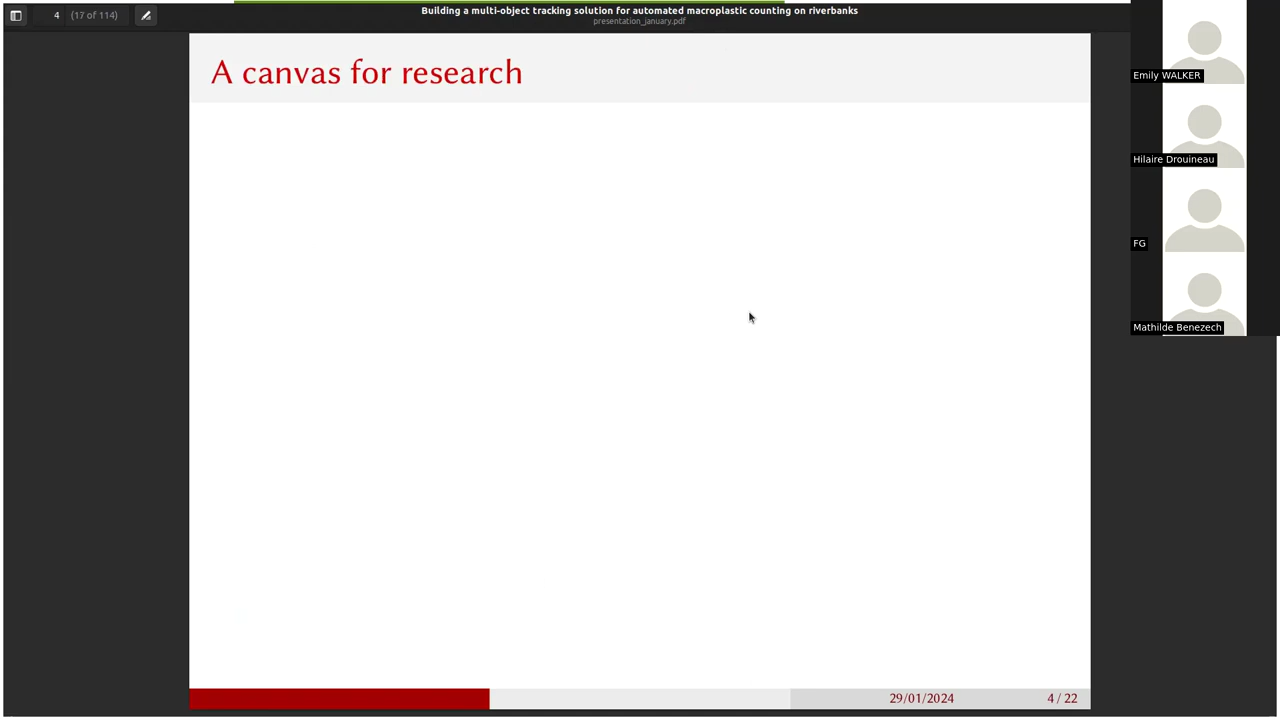 4 (17 of 114)
Building a multi-object tracking solution for automated macroplastic counting on riverbanks
presentation_january.pdf
A canvas for research
Emily WALKER
Hilaire Drouineau
FG
Mathilde Benezech
29/01/2024 4 / 22